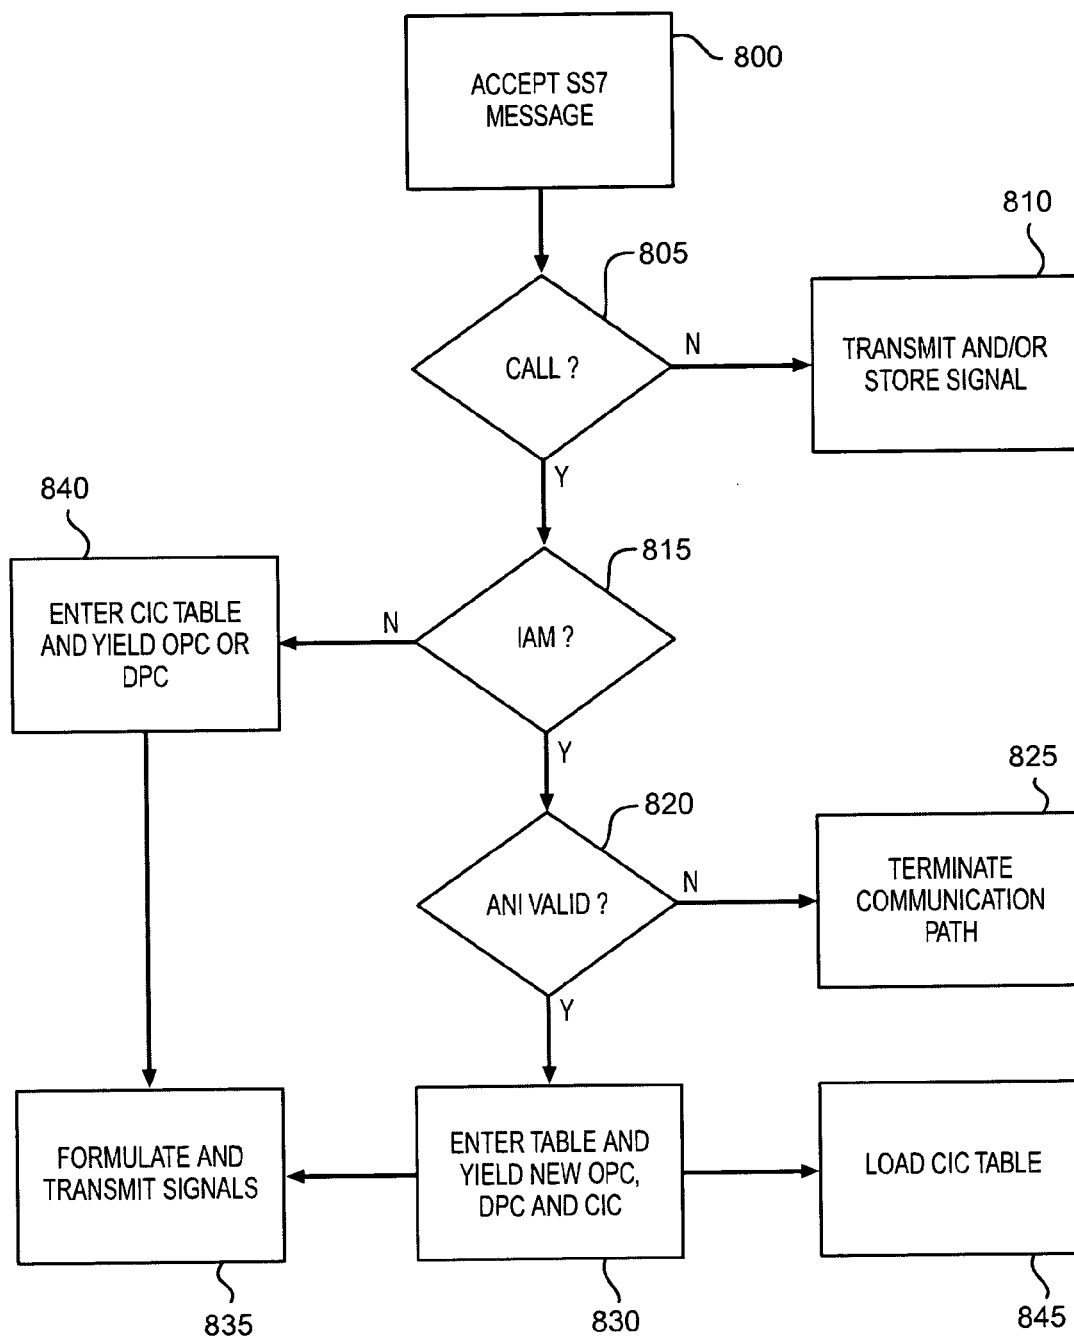 ACCEPT SS7
MESSAGE
800
805
CALL ?
N
810
TRANSMIT AND/OR
STORE SIGNAL
Y
840
ENTER CIC TABLE
AND YIELD OPC OR
DPC
N
815
IAM ?
Y
820
ANI VALID ?
N
825
TERMINATE
COMMUNICATION
PATH
Y
FORMULATE AND
TRANSMIT SIGNALS
835
ENTER TABLE AND
YIELD NEW OPC,
DPC AND CIC
830
LOAD CIC TABLE
845